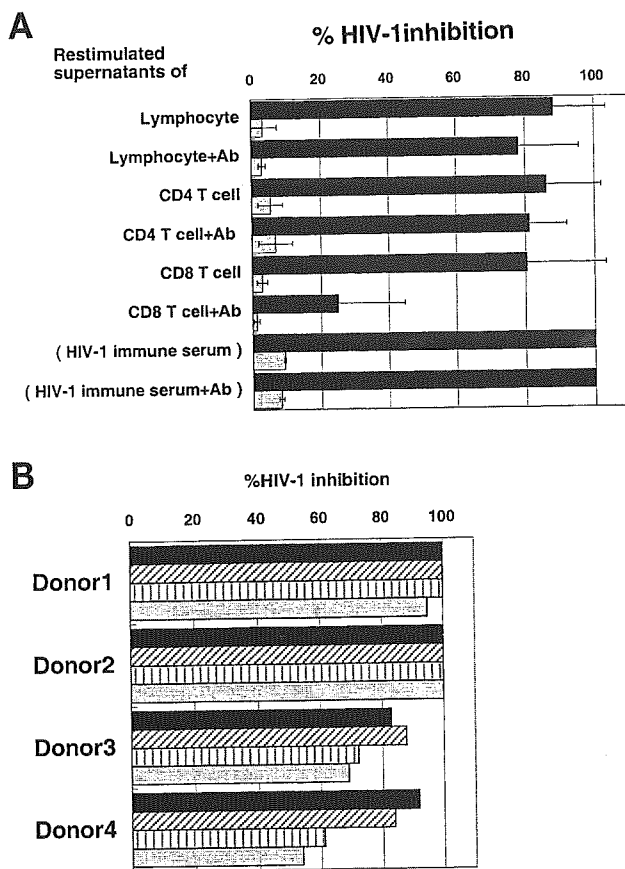 A
% HIV-1inhibition
Restimulated
supernatants of
0 20 40 60 80 100
Lymphocyte
Lymphocyte+Ab
CD4 T cell
CD4 T cell+Ab
CD8 T cell
CD8 T cell+Ab
( HIV-1 immune serum )
( HIV-1 immune serum+Ab )
B
%HIV-1 inhibition
0 20 40 60 80 100
Donor1
Donor2
Donor3
Donor4